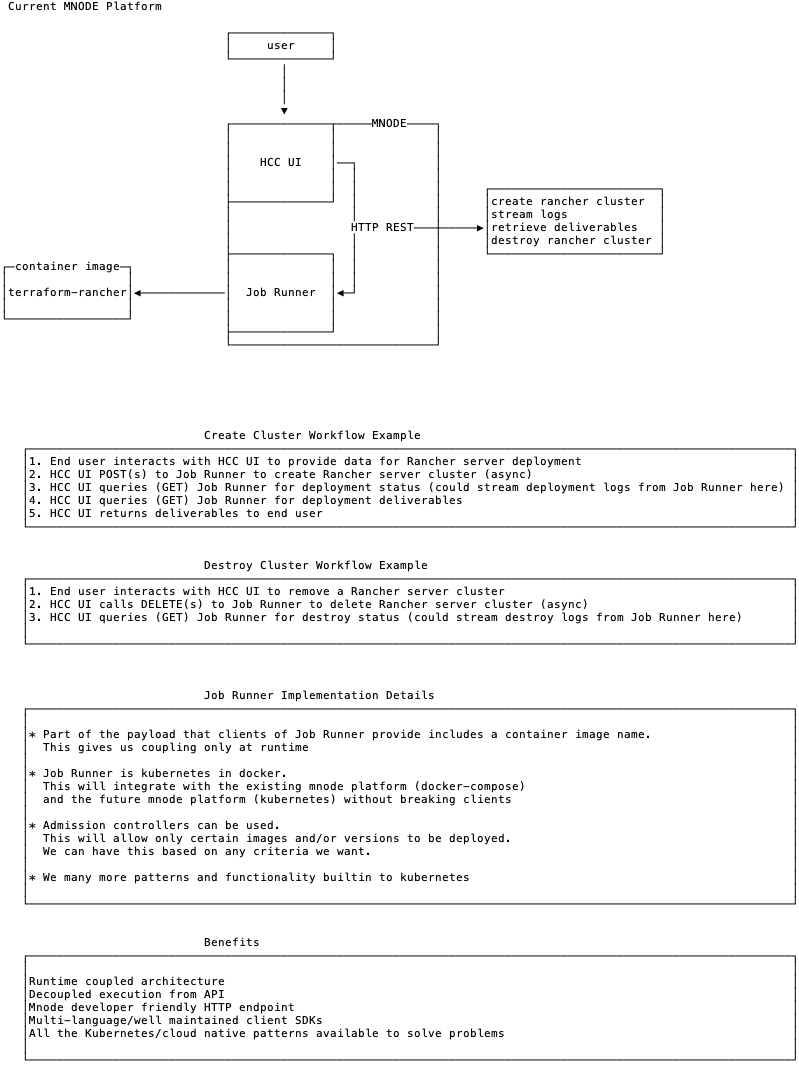 Current MNODE Platform
user
MNODE
HCC UI
create rancher cluster
stream logs
HTTP REST
retrieve deliverables
destroy rancher cluster
container image
terraform-rancher
Job Runner
Create Cluster Workflow Example
1. End user interacts with HCC UI to provide data for Rancher server deployment
2. HCC UI POST(s) to Job Runner to create Rancher server cluster (async)
3. HCC UI queries (GET) Job Runner for deployment status (could stream deployment logs from Job Runner here)
4. HCC UI queries (GET) Job Runner for deployment deliverables
5. HCC UI returns deliverables to end user
Destroy Cluster Workflow Example
1. End user interacts with HCC UI to remove a Rancher server cluster
2. HCC UI calls DELETE(s) to Job Runner to delete Rancher server cluster (async)
3. HCC UI queries (GET) Job Runner for destroy status (could stream destroy logs from Job Runner here)
Job Runner Implementation Details
* Part of the payload that clients of Job Runner provide includes a container image name.
This gives us coupling only at runtime
* Job Runner is kubernetes in docker.
This will integrate with the existing mnode platform (docker-compose)
and the future mnode platform (kubernetes) without breaking clients
* Admission controllers can be used.
This will allow only certain images and/or versions to be deployed.
We can have this based on any criteria we want.
* We many more patterns and functionality builtin to kubernetes
Benefits
Runtime coupled architecture
Decoupled execution from API
Mnode developer friendly HTTP endpoint
Multi-language/well maintained client SDKs
All the Kubernetes/cloud native patterns available to solve problems